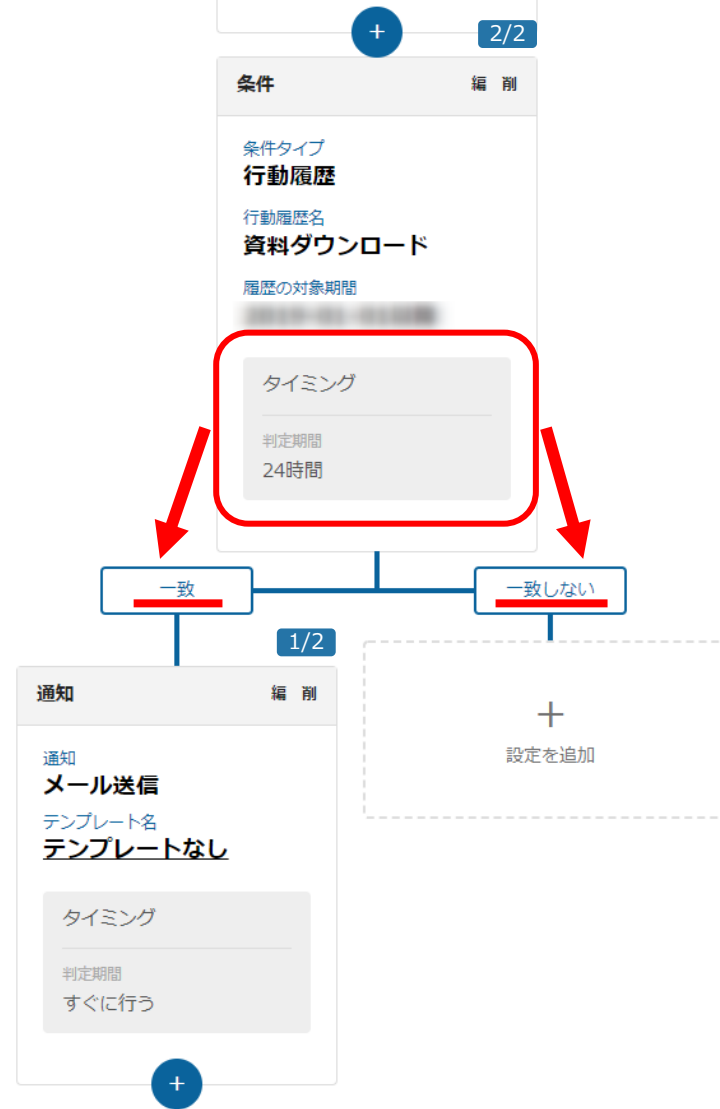 +
2/2
条件 編 削
条件タイプ
行動履歴
行動履歴名
資料ダウンロード
履歴の対象期間
タイミング
判定期間
24時間
一致
一致しない
1/2
通知 編 削
通知
メール送信
テンプレート名
テンプレートなし
タイミング
判定期間
すぐに行う
+
+
設定を追加